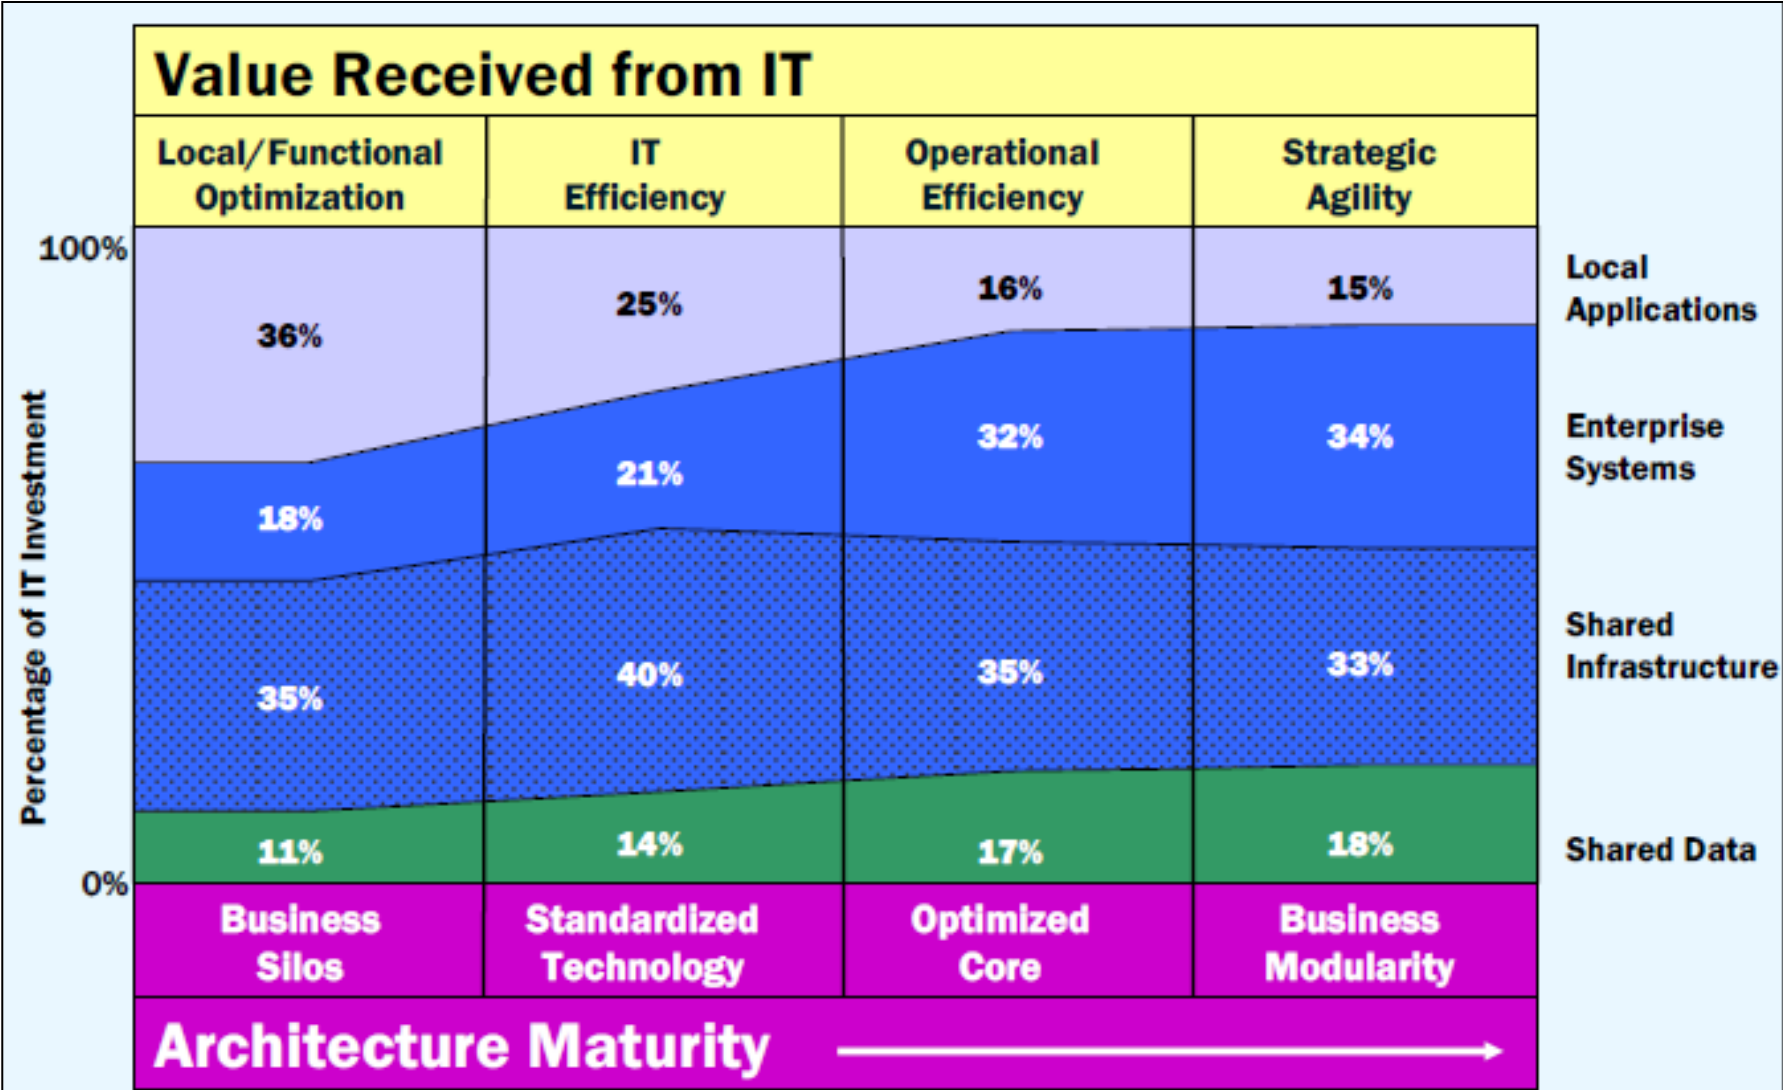 Value Received from IT
Local/Functional
Optimization
IT
Efficiency
Operational
Efficiency
Strategic
Agility
100%
36%
25%
16%
15%
Local
Applications
18%
21%
32%
34%
Enterprise
Systems
35%
40%
35%
33%
Shared
Infrastructure
11%
14%
17%
18%
Shared Data
0%
Percentage of IT Investment
Business
Silos
Standardized
Technology
Optimized
Core
Business
Modularity
Architecture Maturity